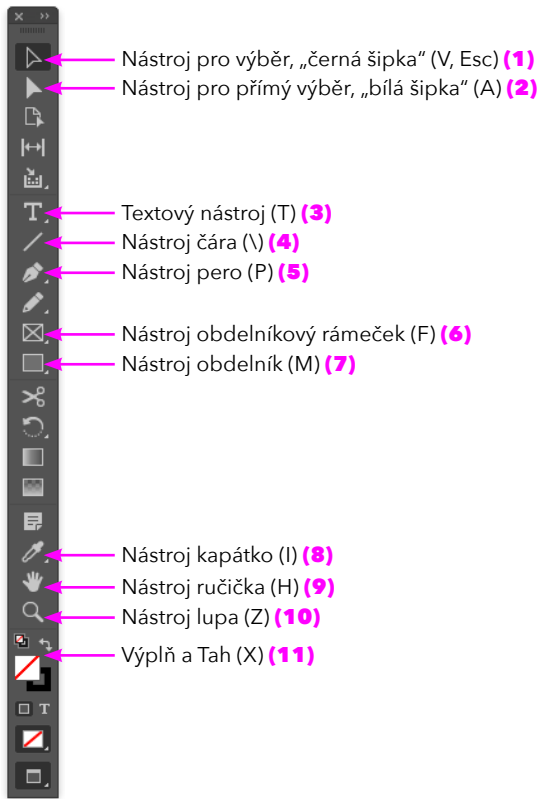 Nástroj pro výběr, „černá šipka“ (V, Esc) (1)
Nástroj pro přímý výběr, „bílá šipka“ (A) (2)
Textový nástroj (T) (3)
Nástroj čára (\) (4)
Nástroj pero (P) (5)
Nástroj obdelníkový rámeček (F) (6)
Nástroj obdelník (M) (7)
Nástroj kapátko (I) (8)
Nástroj ručička (H) (9)
Nástroj lupa (Z) (10)
Výplň a Tah (X) (11)